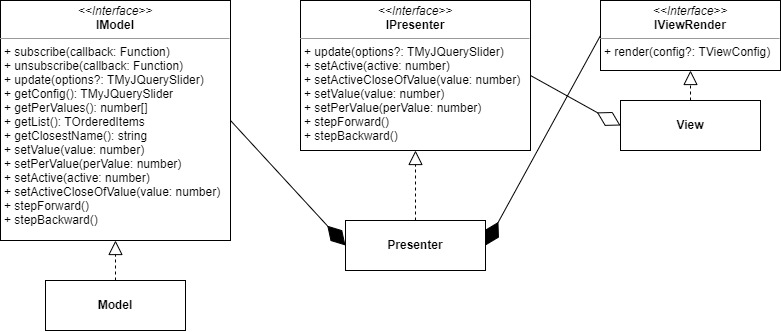 <<Interface>>
IModel
+ subscribe(callback: Function)
+ unsubscribe(callback: Function)
+ update(options?: TMyJQuerySlider)
+ getConfig(): TMyJQuerySlider
+ getPerValues(): number[]
+ getList(): TOrderedItems
+ getClosestName(): string
+ setValue(value: number)
+ setPerValue(perValue: number)
+ setActive(active: number)
+ setActiveCloseOfValue(value: number)
+ stepForward()
+ stepBackward()
Model
<<Interface>>
IPresenter
+ update(options?: TMyJQuerySlider)
+ setActive(active: number)
+ setActiveCloseOfValue(value: number)
+ setValue(value: number)
+ setPerValue(perValue: number)
+ stepForward()
+ stepBackward()
Presenter
<<Interface>>
IViewRender
+ render(config?: TViewConfig)
View